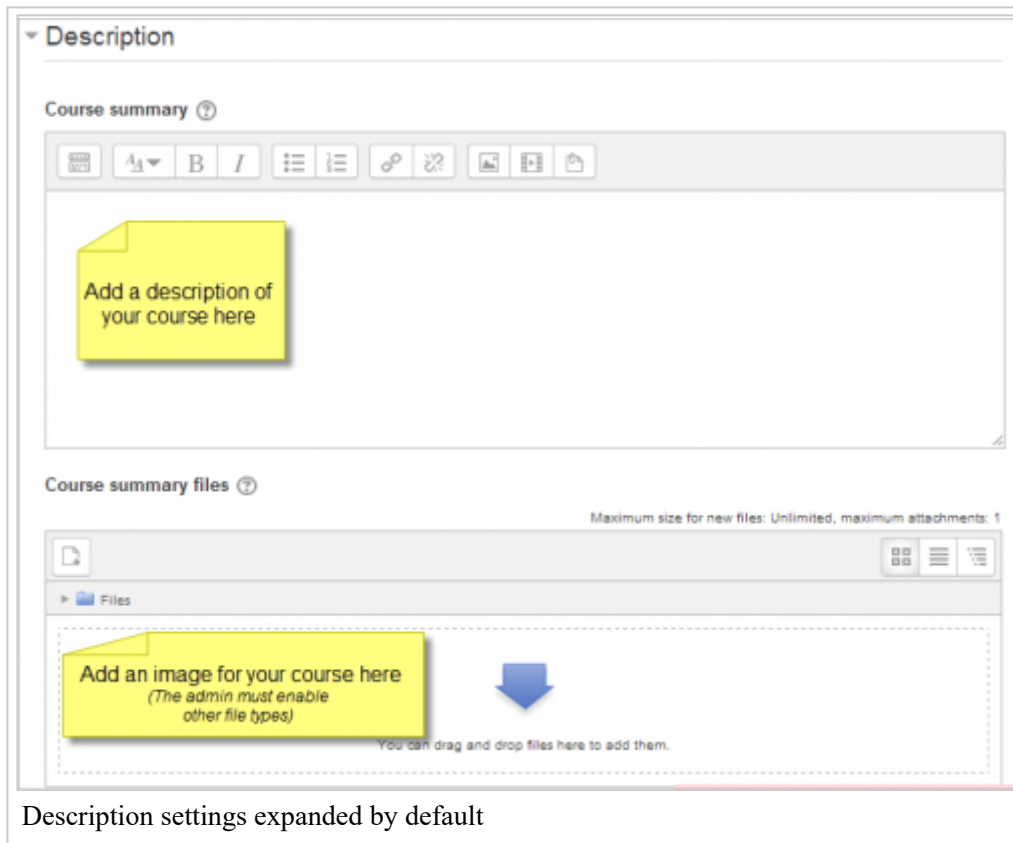 Description
Course summary
B I
Add a description of
your course here
Course summary files
Maximum size for new files: Unlimited, maximum attachments: 1
Files
Add an image for your course here
(The admin must enable
other file types)
You can drag and drop files here to add them.
Description settings expanded by default